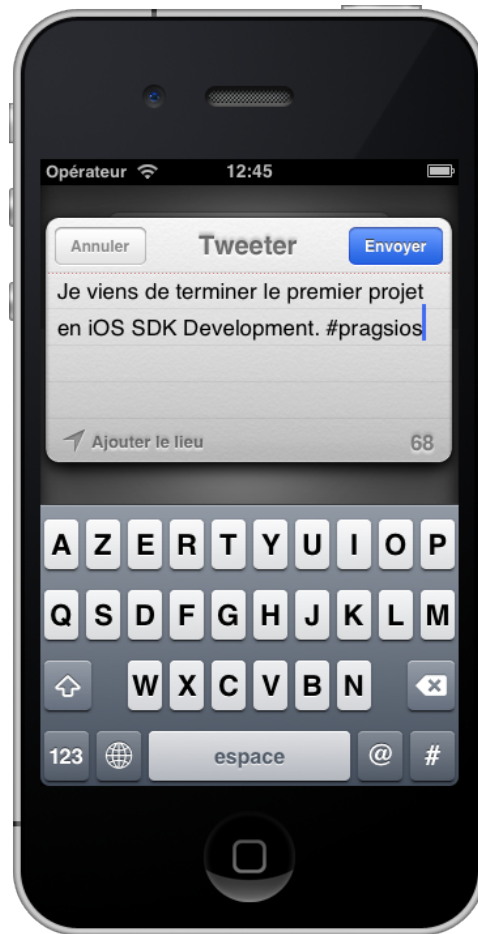 Opérateur 12:45
Annuler Tweeter Envoyer
Je viens de terminer le premier projet
en iOS SDK Development. #pragsios
Ajouter le lieu 68
A Z E R T Y U I O P
Q S D F G H J K L M
W X C V B N
123 espace @ #